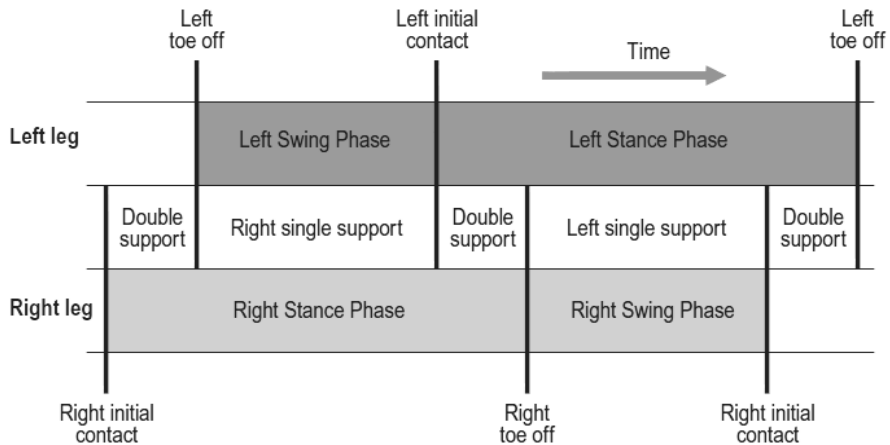 Left
toe off
Left initial
contact
Left
toe off
Time
Left leg
Left Swing Phase
Left Stance Phase
Double
support
Right single support
Double
support
Left single support
Double
support
Right leg
Right Stance Phase
Right Swing Phase
Right initial
contact
Right
toe off
Right initial
contact